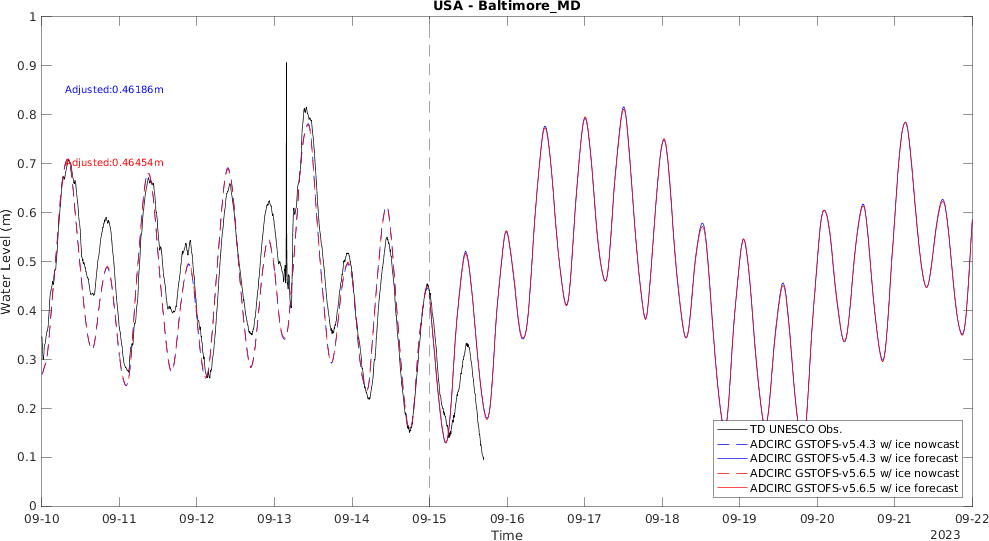 USA - Baltimore_MD
1
0.9
0.8
0.7
0.6
0.5
0.4
0.3
0.2
0.1
0
Water Level (m)
Adjusted:0.46186m
Adjusted:0.46454m
TD UNESCO Obs.
ADCIRC GSTOFS-v5.4.3 w/ ice nowcast
ADCIRC GSTOFS-v5.4.3 w/ ice forecast
ADCIRC GSTOFS-v5.6.5 w/ ice nowcast
ADCIRC GSTOFS-v5.6.5 w/ ice forecast
09-10 09-11 09-12 09-13 09-14 09-15 09-16 09-17 09-18 09-19 09-20 09-21 09-22
Time
2023